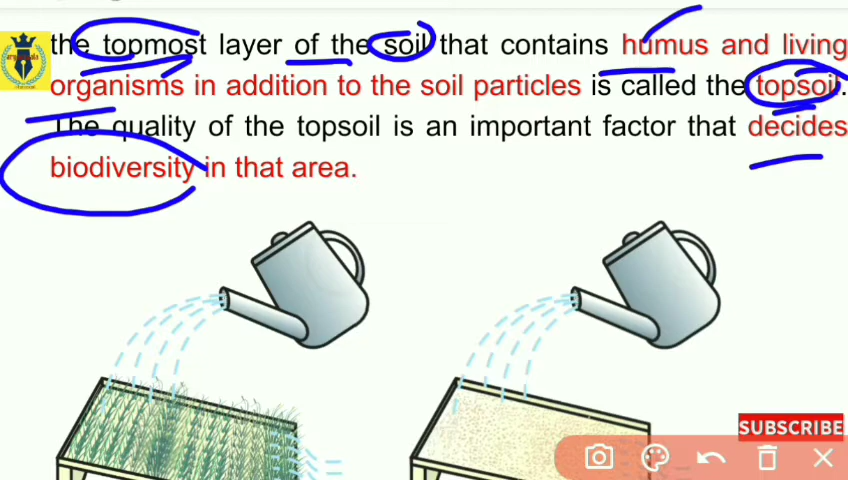 the topmost layer of the soil that contains humus and living
organisms in addition to the soil particles is called the topsoil.
The quality of the topsoil is an important factor that decides
biodiversity in that area.
SUBSCRIBE